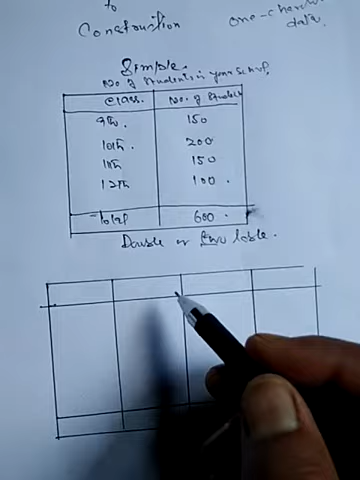 to
Construction
one-
data.
Simple.
No. of students in your school
Class. No. of Students
9th. 150
10th. 200
11th 150
12th 100.
Total 600.
Double or two table.